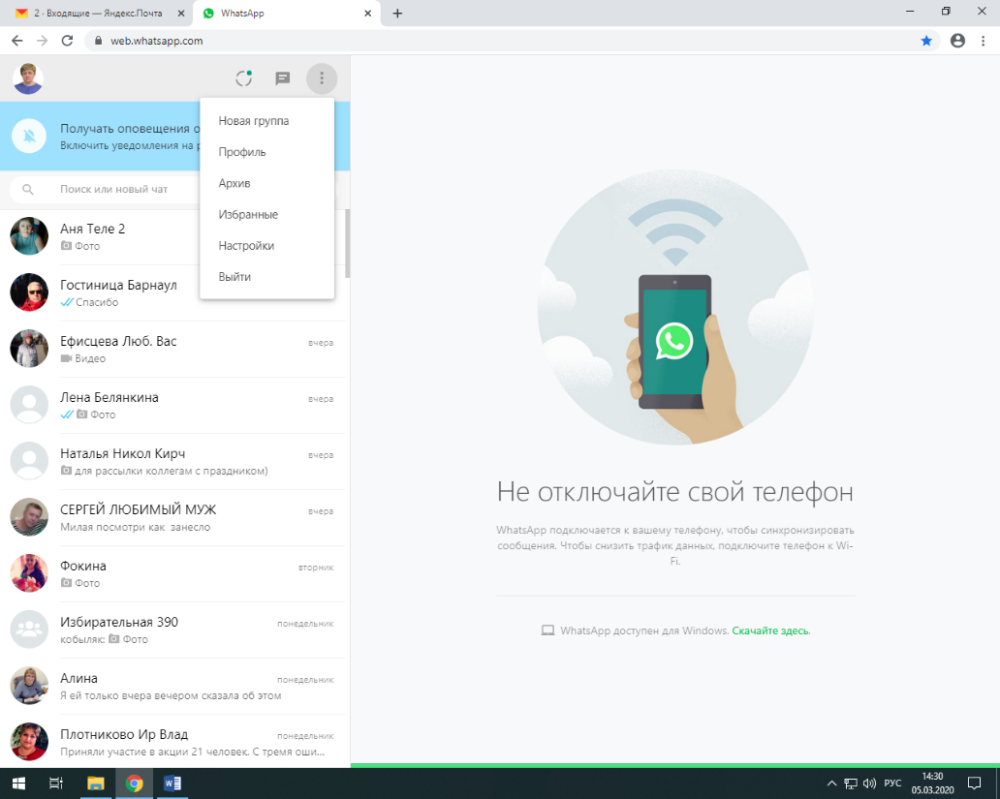 2 · Входящие — Яндекс.Почта
WhatsApp
web.whatsapp.com
Получать оповещения о
Включить уведомления на р
Поиск или новый чат
Новая группа
Профиль
Архив
Избранные
Настройки
Выйти
Аня Теле 2
Фото
Гостиница Барнаул
Спасибо
Ефисцева Люб. Вас
вчера
Видео
Лена Белянкина
вчера
Фото
Наталья Никол Кирч
вчера
для рассылки коллегам с праздником)
СЕРГЕЙ ЛЮБИМЫЙ МУЖ
вчера
Милая посмотри как занесло
Фокина
вторник
Фото
Избирательная 390
понедельник
кобыляк: Фото
Алина
понедельник
Я ей только вчера вечером сказала об этом
Плотниково Ир Влад
понедельник
Приняли участие в акции 21 человек. С тремя оши...
Не отключайте свой телефон
WhatsApp подключается к вашему телефону, чтобы синхронизировать
сообщения. Чтобы снизить трафик данных, подключите телефон к Wi-
Fi.
WhatsApp доступен для Windows. Скачайте здесь.
РУС
14:30
05.03.2020